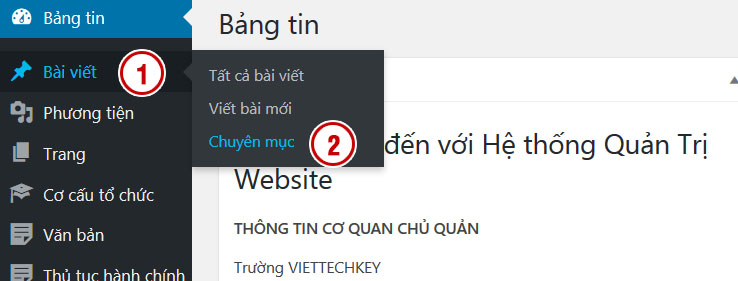 Bảng tin
Bài viết
1
Phương tiện
Trang
Cơ cấu tổ chức
Văn bản
Thủ tục hành chính
Tất cả bài viết
Viết bài mới
Chuyên mục
2
Bảng tin
đến với Hệ thống Quản Trị
Website
THÔNG TIN CƠ QUAN CHỦ QUẢN
Trường VIETTECHKEY